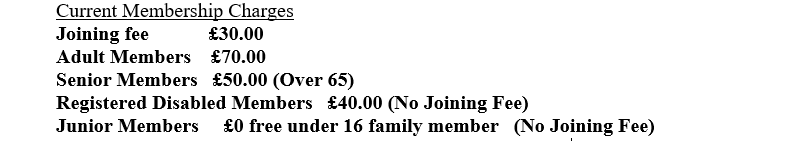 Current Membership Charges
Joining fee £30.00
Adult Members £70.00
Senior Members £50.00 (Over 65)
Registered Disabled Members £40.00 (No Joining Fee)
Junior Members £0 free under 16 family member (No Joining Fee)